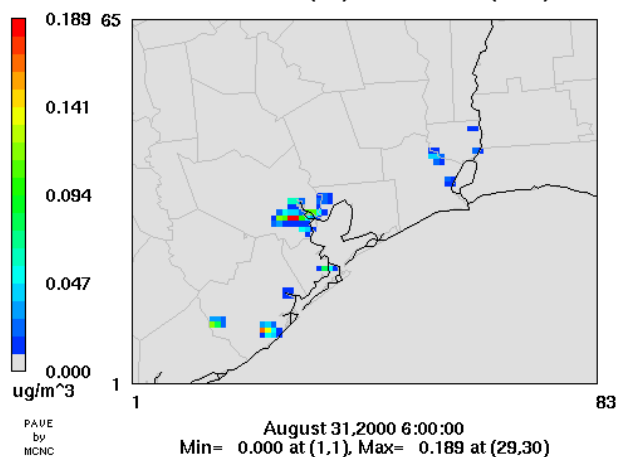 0.189
0.141
0.094
0.047
0.000
ug/m^3
PAVE
by
MCNC
65
1
1
83
August 31,2000 6:00:00
Min= 0.000 at (1,1), Max= 0.189 at (29,30)